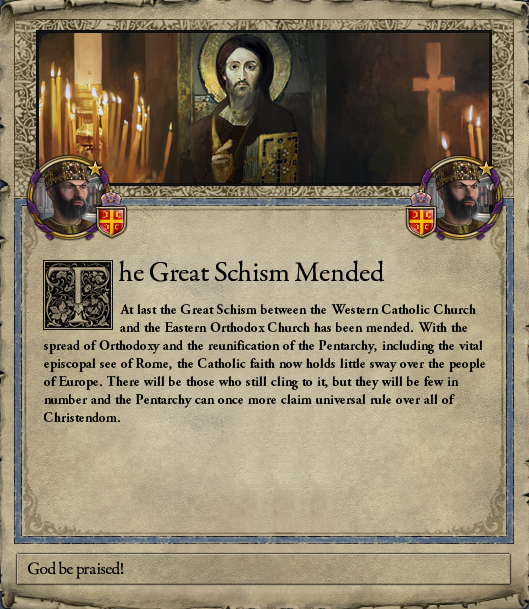 The Great Schism Mended
At last the Great Schism between the Western Catholic Church
and the Eastern Orthodox Church has been mended. With the
spread of Orthodoxy and the reunification of the Pentarchy, including the vital
episcopal see of Rome, the Catholic faith now holds little sway over the people
of Europe. There will be those who still cling to it, but they will be few in
number and the Pentarchy can once more claim universal rule over all of
Christendom.
God be praised!